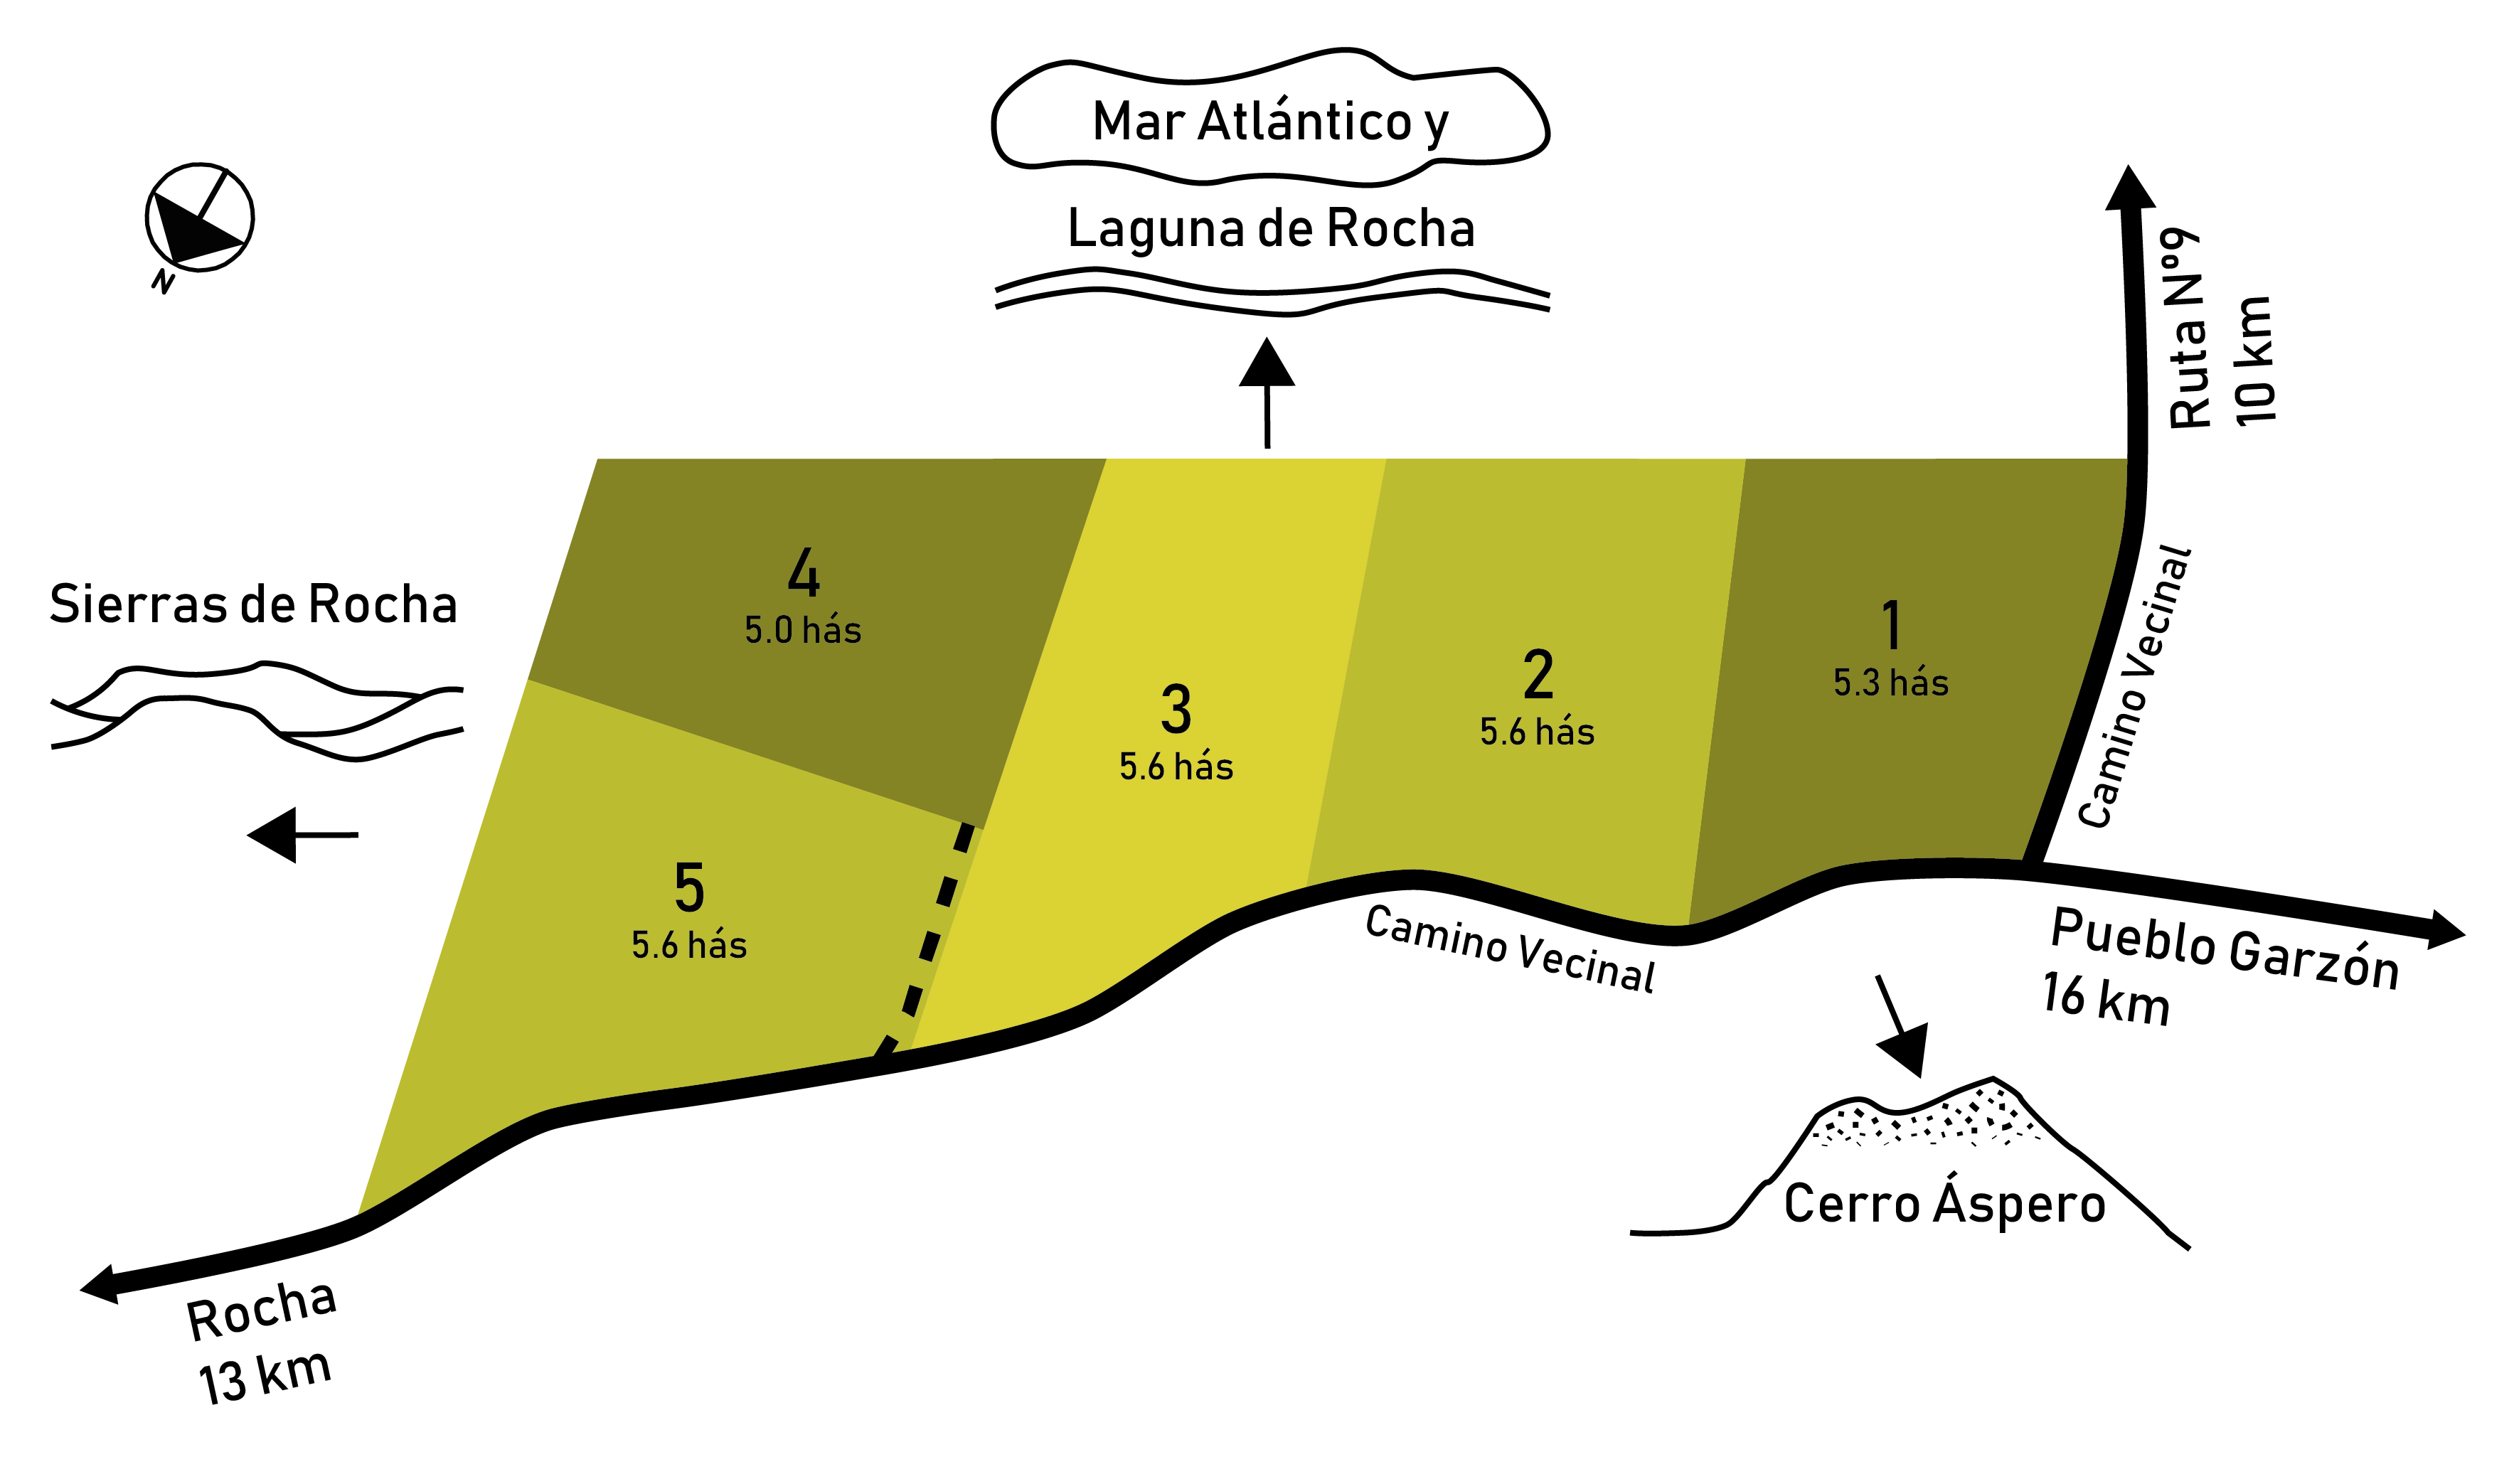 Mar Atlántico y
Laguna de Rocha
N
Ruta Nº9
10 km
Sierras de Rocha
4
5.0 hás
3
5.6 hás
2
5.6 hás
1
5.3 hás
Camino Vecinal
5
5.6 hás
Camino Vecinal
Pueblo Garzón
16 km
Cerro Áspero
Rocha
13 km